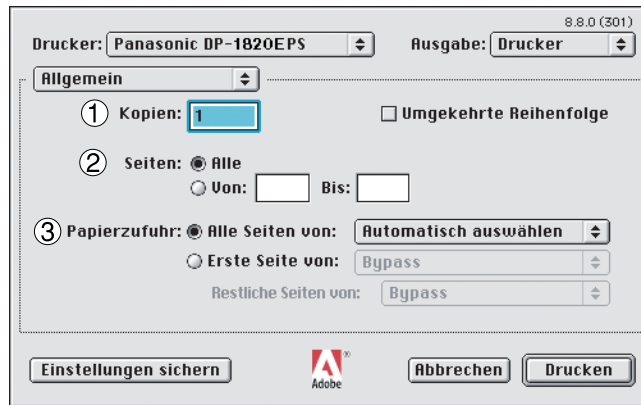 8.8.0 (301)
Drucker: Panasonic DP-1820EPS Ausgabe: Drucker
Allgemein
① Kopien: 1 Umgekehrte Reihenfolge
② Seiten: Alle
Von: Bis:
③ Papierzufuhr: Alle Seiten von: Automatisch auswählen
Erste Seite von: Bypass
Restliche Seiten von: Bypass
Einstellungen sichern Adobe® Abbrechen Drucken